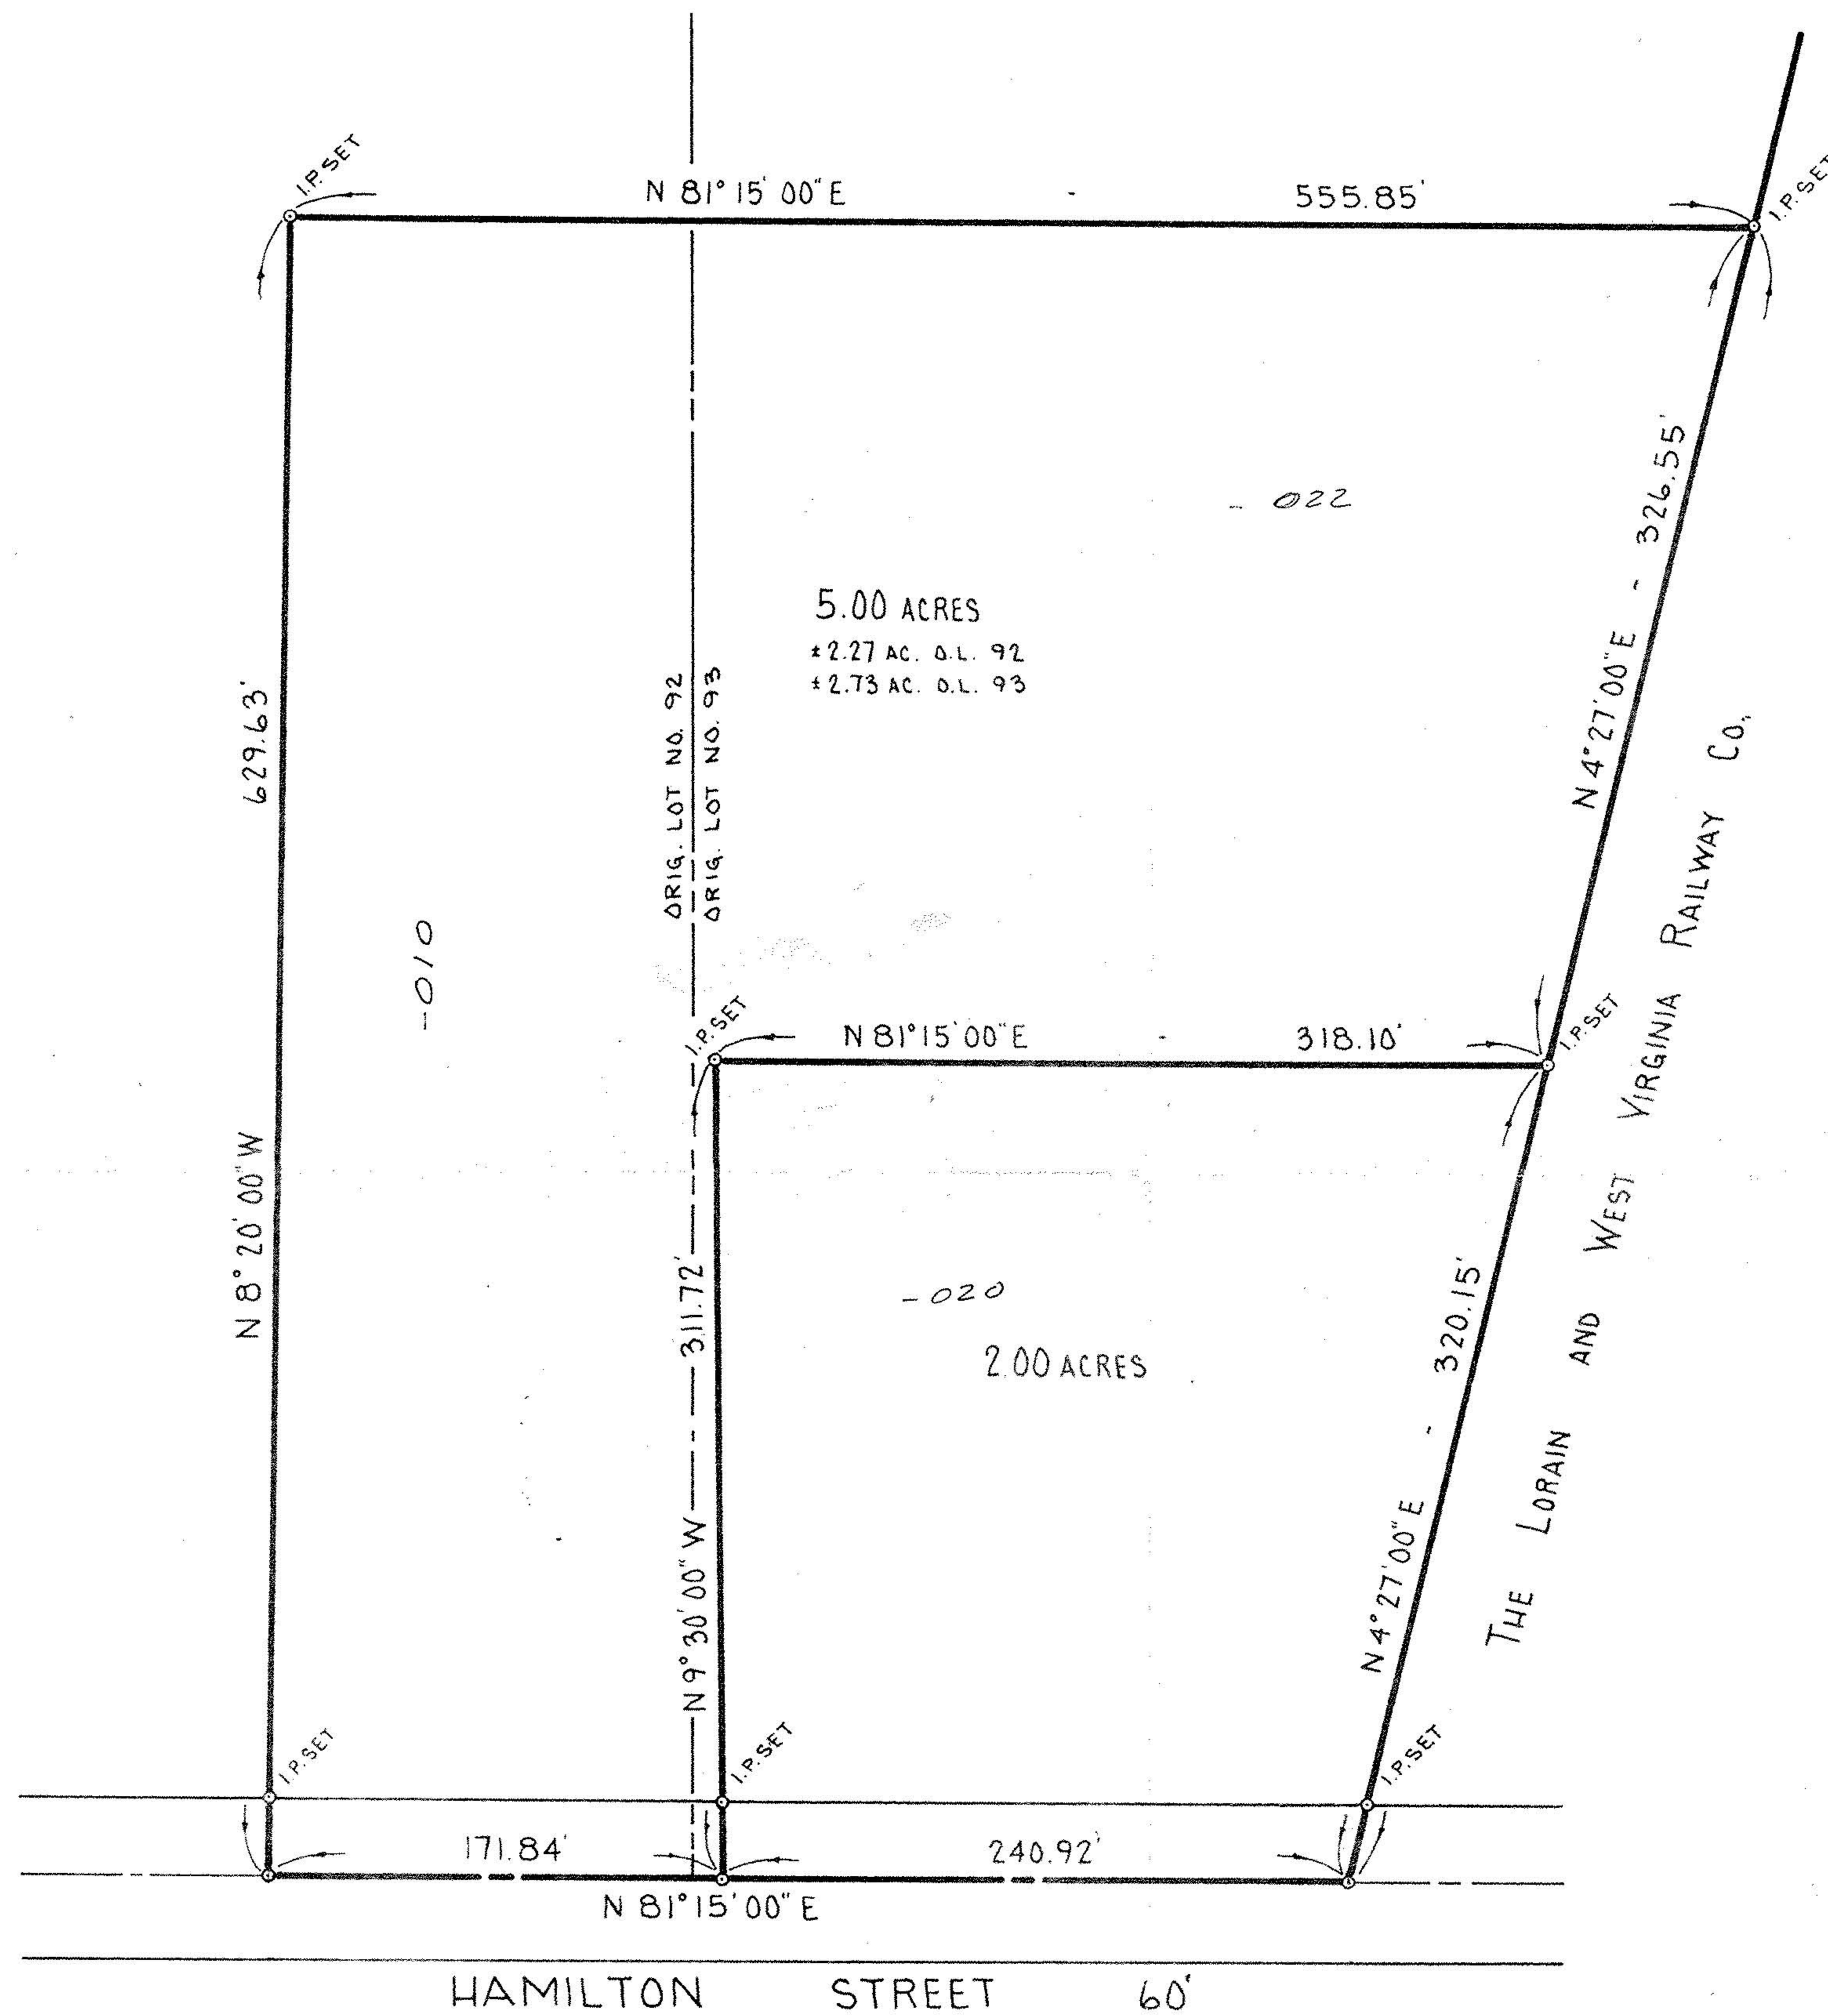 I.P. SET
N 81° 15' 00" E - 555.85'
I.P. SET
- 022
5.00 ACRES
±2.27 AC. O.L. 92
±2.73 AC. O.L. 93
N 4° 27' 00" E - 326.55'
ORIG. LOT NO. 92
ORIG. LOT NO. 93
N 8° 20' 00" W 629.63'
-010
I.P. SET
N 81° 15' 00" E - 318.10'
I.P. SET
THE LORAIN AND WEST VIRGINIA RAILWAY CO.
N 9° 30' 00" W 311.72'
-020
2.00 ACRES
N 4° 27' 00" E - 320.15'
I.P. SET
I.P. SET
I.P. SET
171.84'
240.92'
N 81° 15' 00" E
HAMILTON STREET 60'